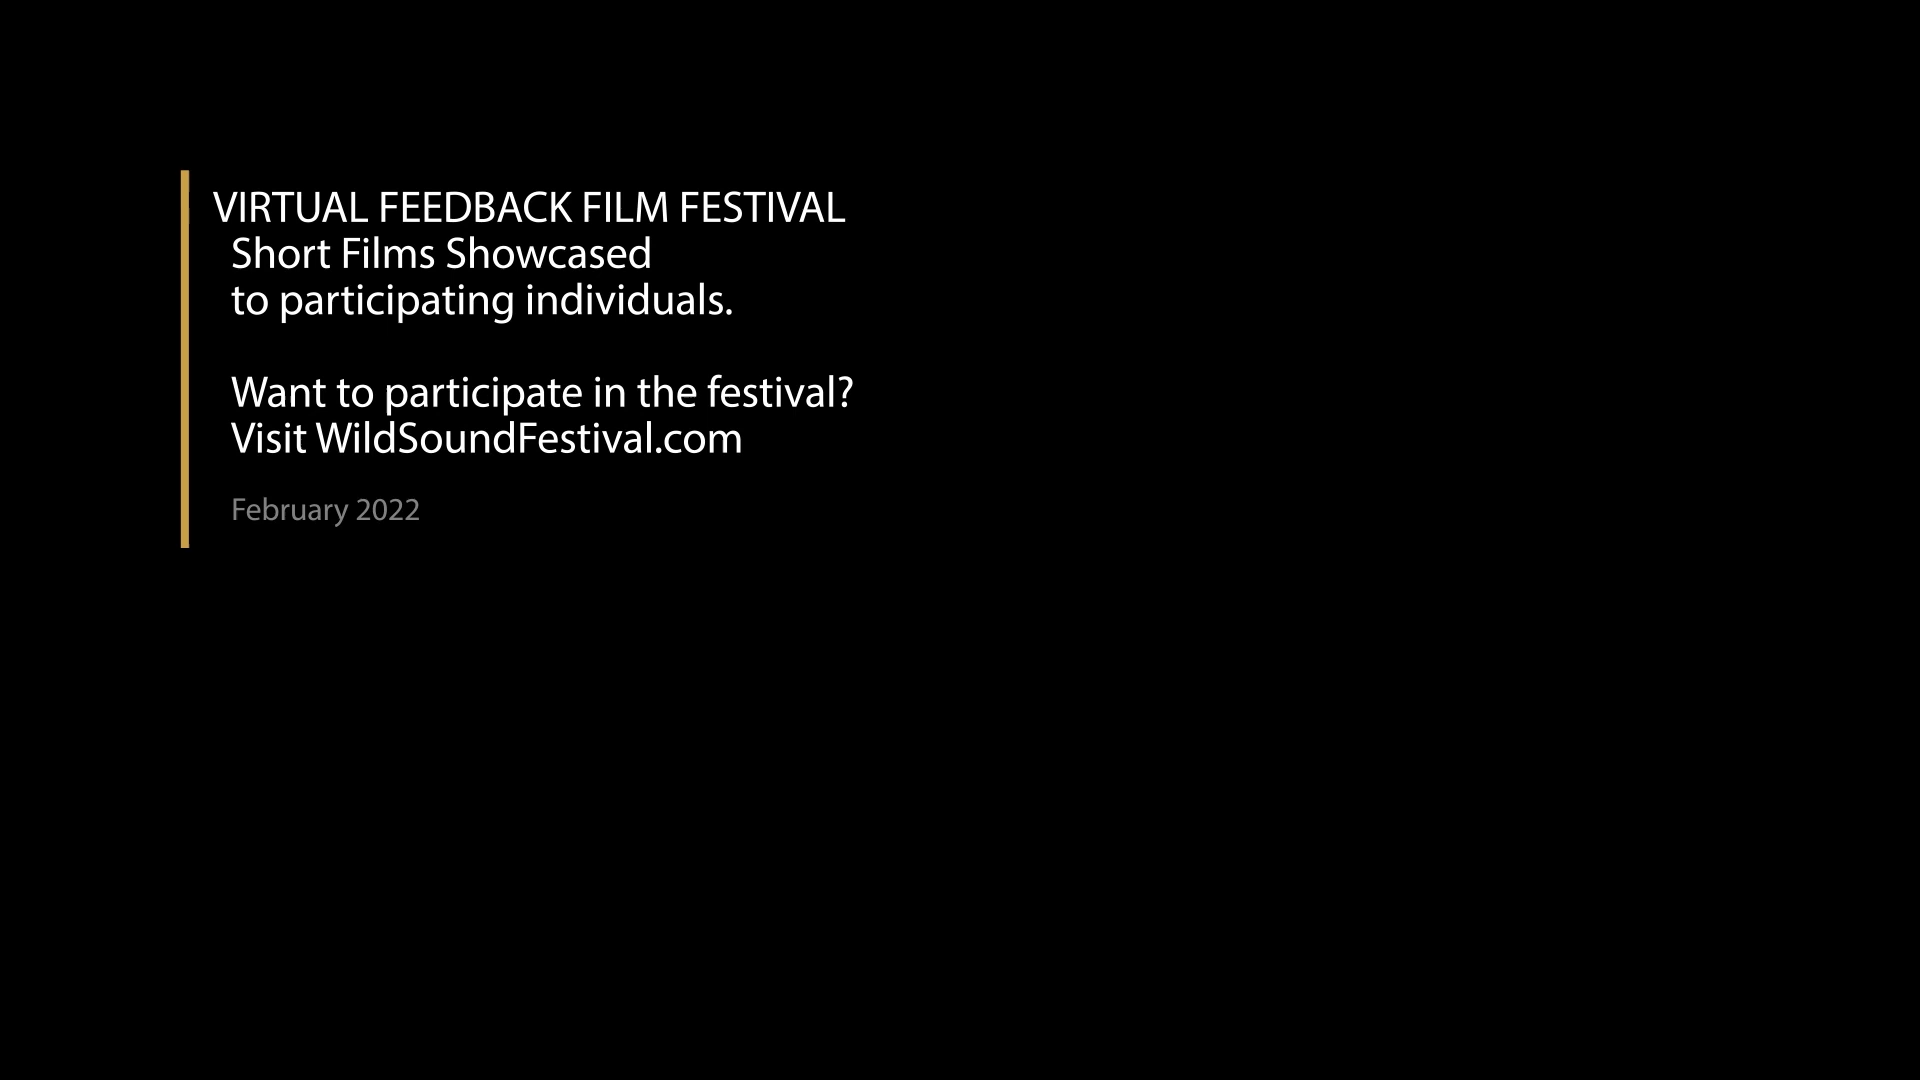 VIRTUAL FEEDBACK FILM FESTIVAL
Short Films Showcased
to participating individuals.
Want to participate in the festival?
Visit WildSoundFestival.com
February 2022